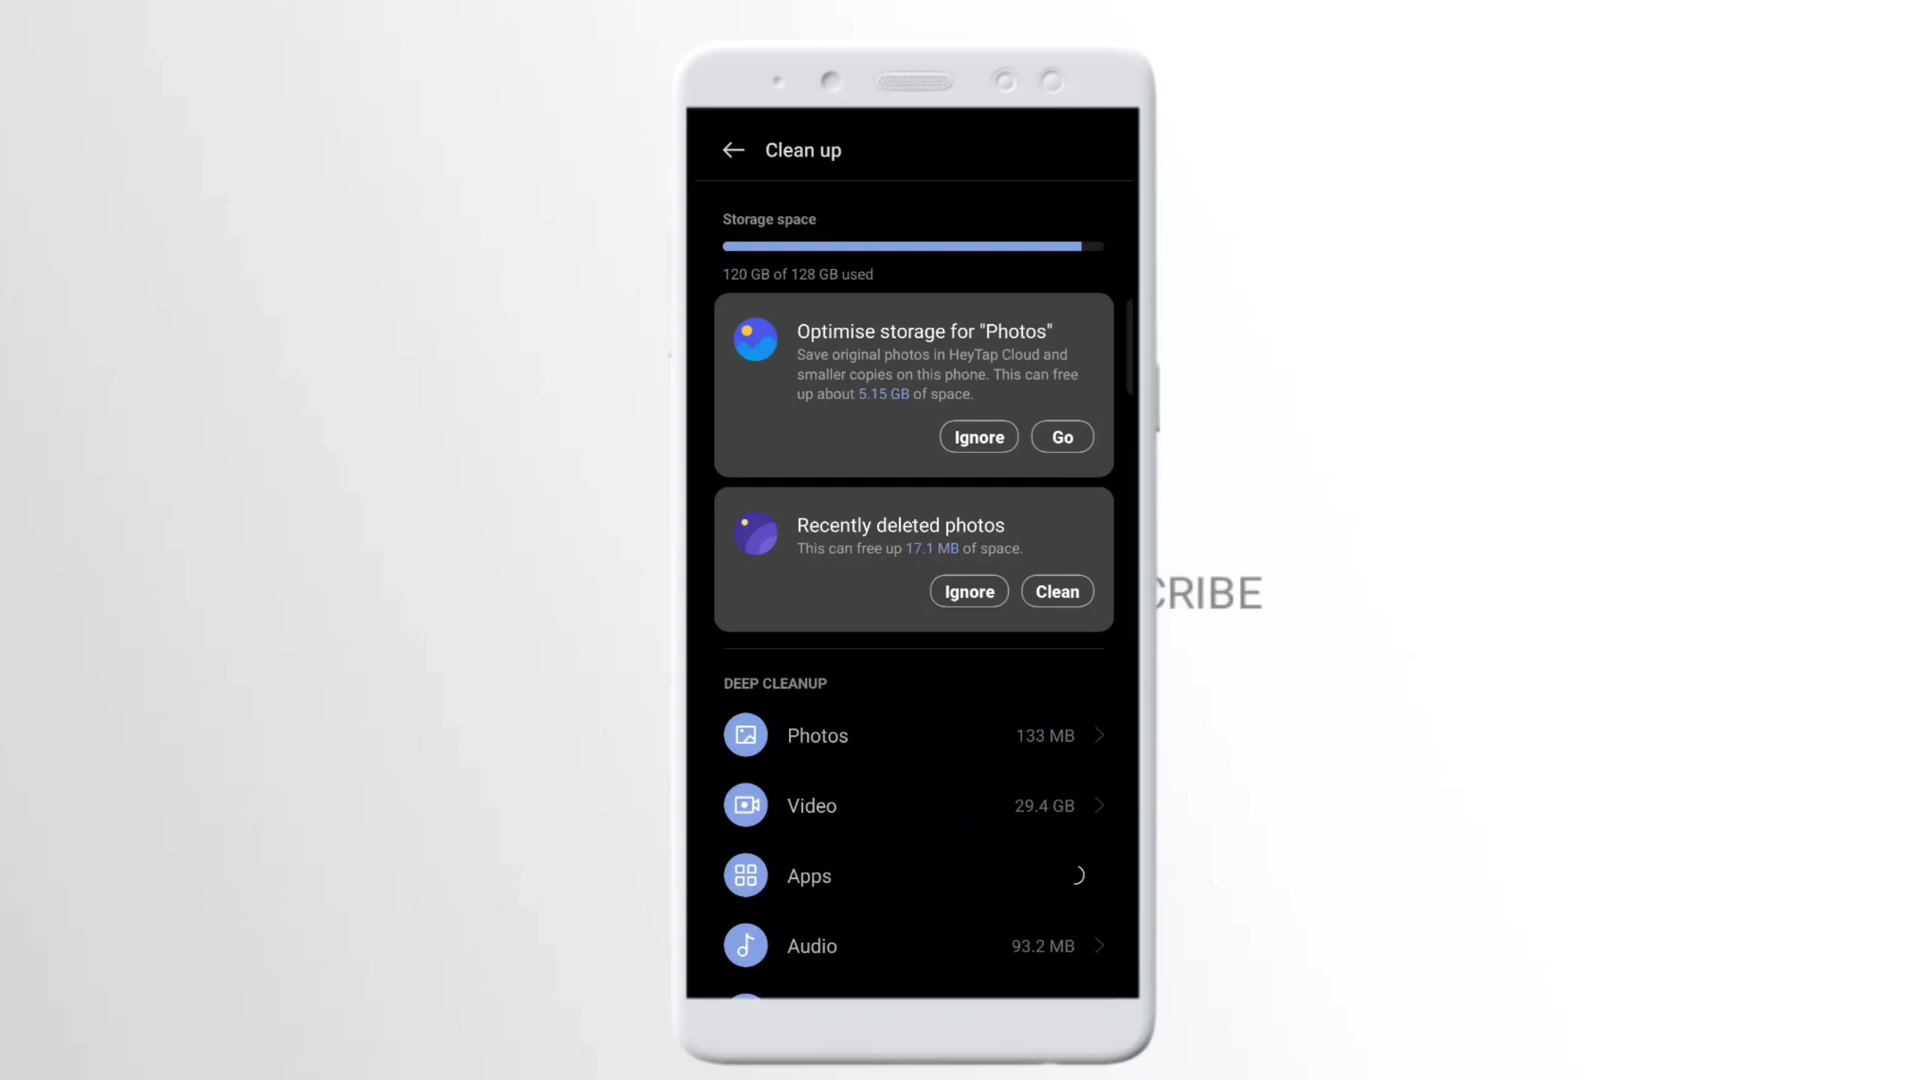 Clean up
Storage space
120 GB of 128 GB used
Optimise storage for "Photos"
Save original photos in HeyTap Cloud and
smaller copies on this phone. This can free
up about 5.15 GB of space.
Ignore
Go
Recently deleted photos
This can free up 17.1 MB of space.
Ignore
Clean
CRIBE
DEEP CLEANUP
Photos 133 MB
Video 29.4 GB
Apps
Audio 93.2 MB